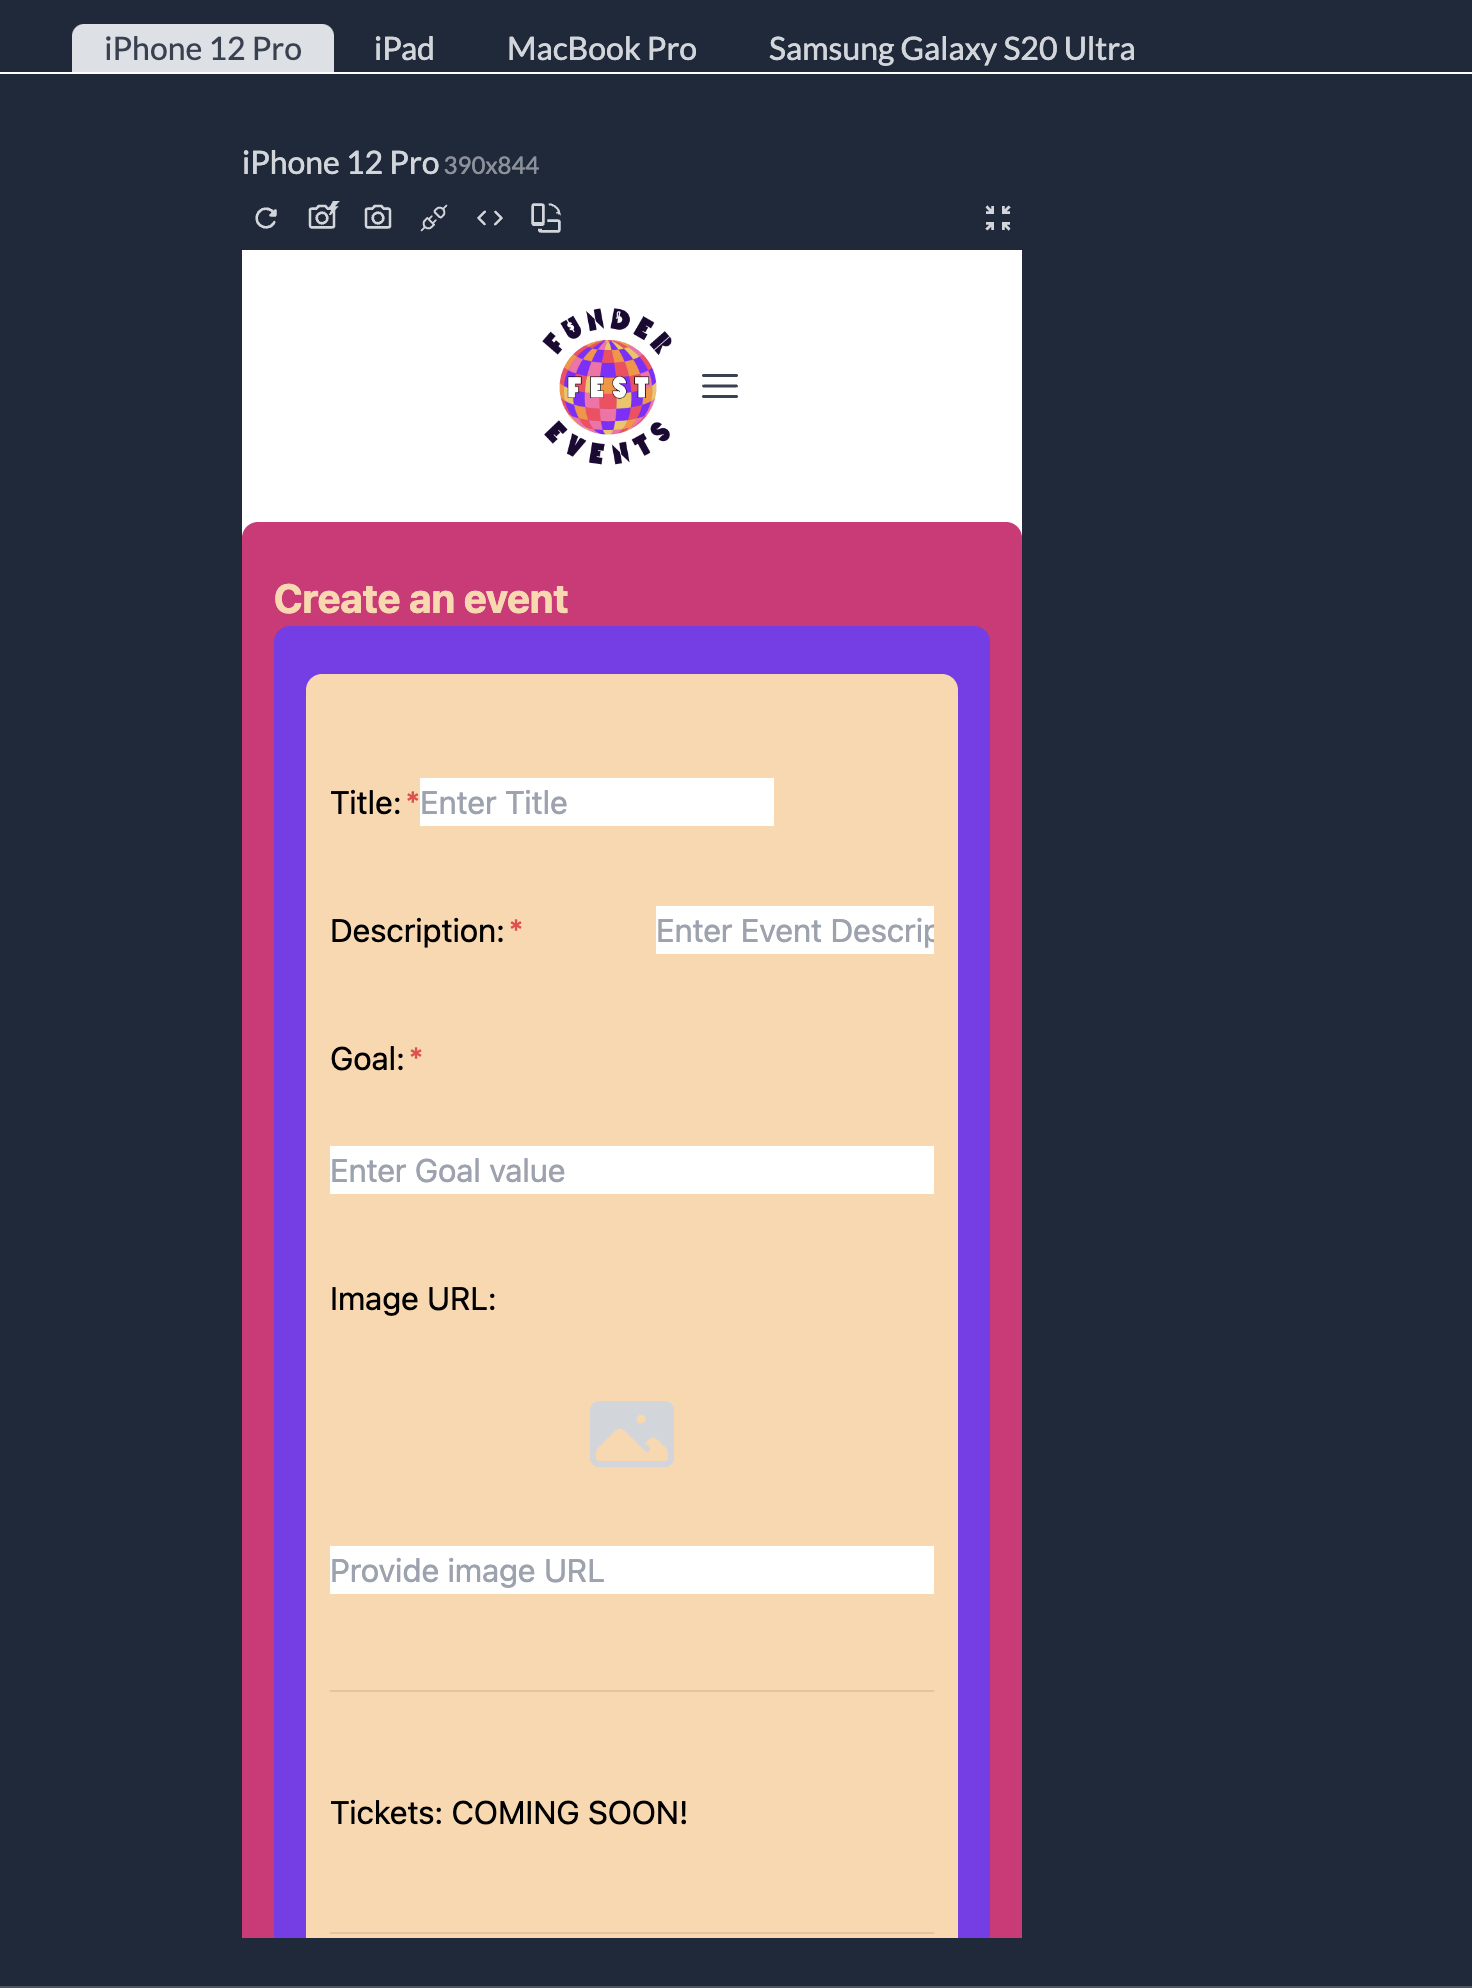 iPhone 12 Pro iPad MacBook Pro Samsung Galaxy S20 Ultra
iPhone 12 Pro 390x844
FUNDER
FEST
EVENTS
Create an event
Title: * Enter Title
Description: * Enter Event Descrip
Goal: *
Enter Goal value
Image URL:
Provide image URL
Tickets: COMING SOON!